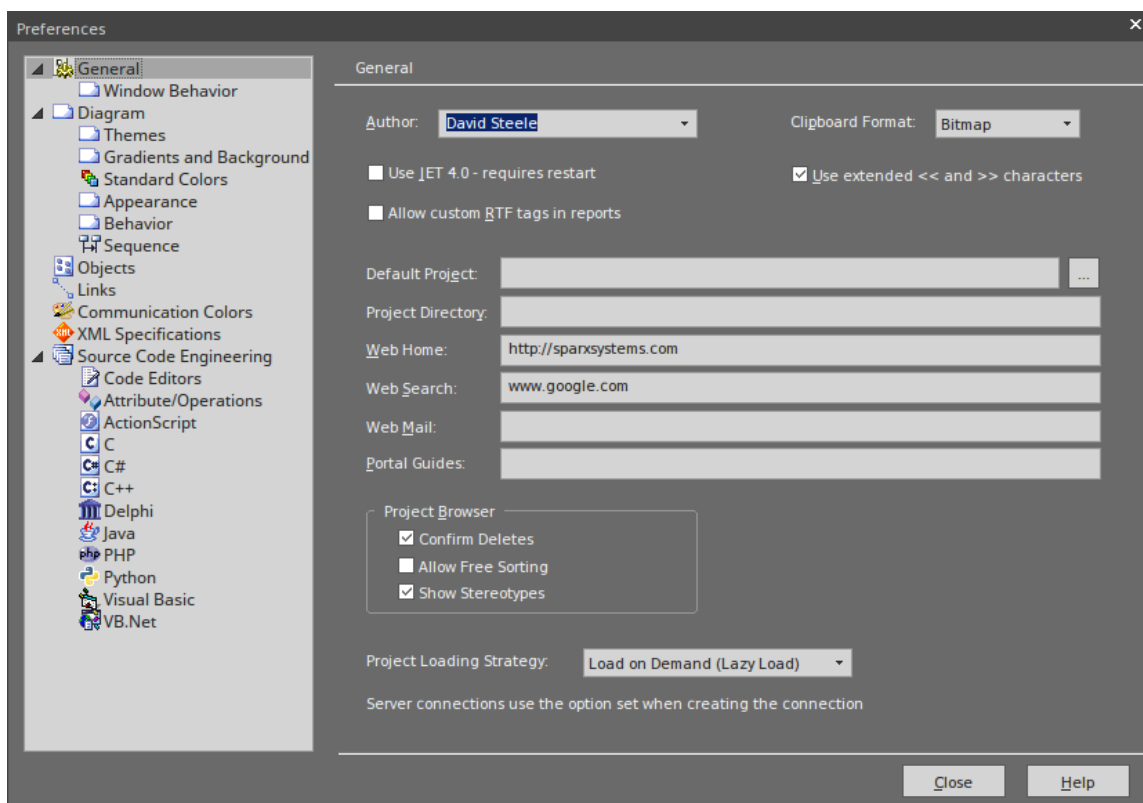 Preferences
General
Window Behavior
Diagram
Themes
Gradients and Background
Standard Colors
Appearance
Behavior
Sequence
Objects
Links
Communication Colors
XML Specifications
Source Code Engineering
Code Editors
Attribute/Operations
ActionScript
C
C#
C++
Delphi
Java
php PHP
Python
Visual Basic
VB.Net
General
Author: David Steele
Clipboard Format: Bitmap
Use JET 4.0 - requires restart
Use extended << and >> characters
Allow custom RTF tags in reports
Default Project: ...
Project Directory:
Web Home: http://sparxsystems.com
Web Search: www.google.com
Web Mail:
Portal Guides:
Project Browser
Confirm Deletes
Allow Free Sorting
Show Stereotypes
Project Loading Strategy: Load on Demand (Lazy Load)
Server connections use the option set when creating the connection
Close Help